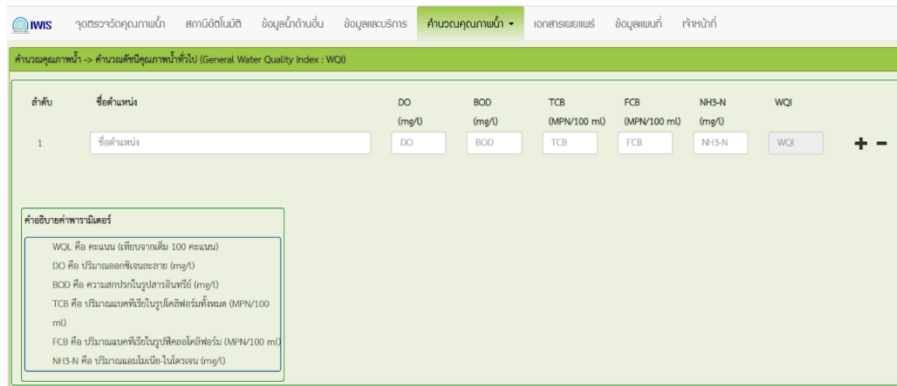 IWIS จุดตรวจวัดคุณภาพน้ำ สถานีอัตโนมัติ ข้อมูลน้ำด้านอื่น ข้อมูลและบริการ คำนวณคุณภาพน้ำ เอกสารเผยแพร่ ข้อมูลแผนที่ เจ้าหน้าที่
คำนวณคุณภาพน้ำ -> คำนวณดัชนีคุณภาพน้ำทั่วไป (General Water Quality Index : WQI)
ลำดับ ชื่อตำแหน่ง DO BOD TCB FCB NH3-N WQI
(mg/l) (mg/l) (MPN/100 ml) (MPN/100 ml) (mg/l)
1 ชื่อตำแหน่ง DO BOD TCB FCB NH3-N WQI + -
คำอธิบายค่าพารามิเตอร์
WQL คือ คะแนน (เทียบจากเต็ม 100 คะแนน)
DO คือ ปริมาณออกซิเจนละลาย (mg/l)
BOD คือ ความสกปรกในรูปสารอินทรีย์ (mg/l)
TCB คือ ปริมาณแบคทีเรียในรูปโคลิฟอร์มทั้งหมด (MPN/100
ml)
FCB คือ ปริมาณแบคทีเรียในรูปฟีคอลโคลิฟอร์ม (MPN/100 ml)
NH3-N คือ ปริมาณแอมโมเนีย-ไนโตรเจน (mg/l)